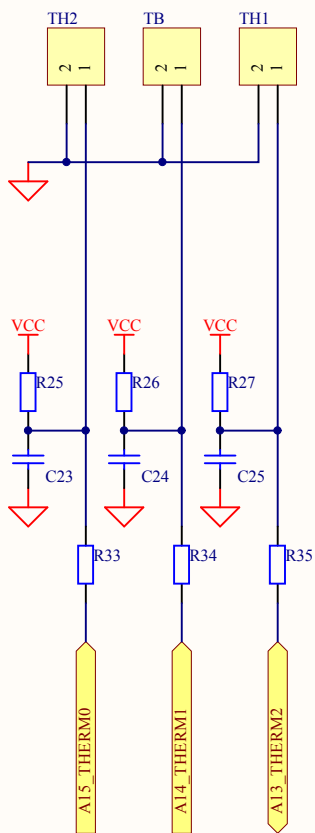 TH2 TB TH1
2 1 2 1 2 1
VCC VCC VCC
R25 R26 R27
C23 C24 C25
R33 R34 R35
A15_THERM0 A14_THERM1 A13_THERM2